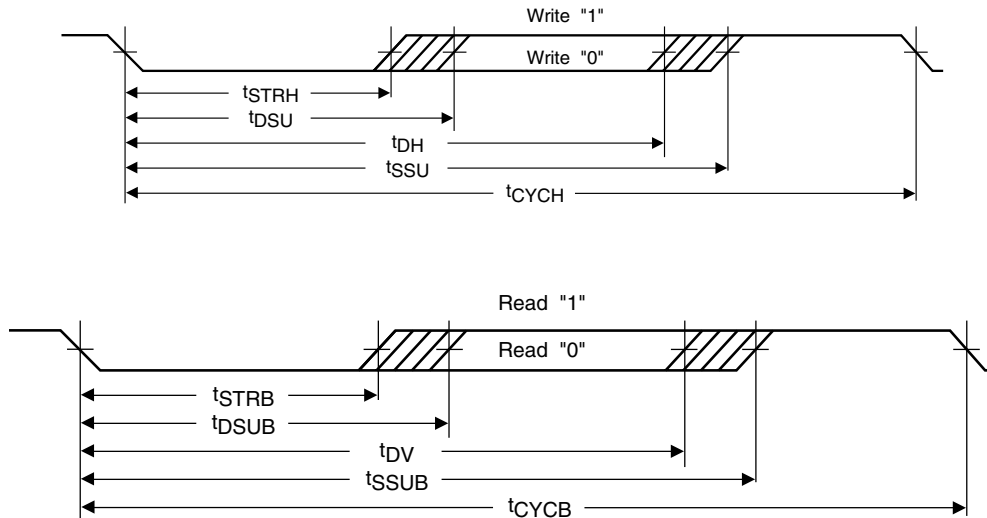 Write "1"
Write "0"
tSTRH
tDSU
tDH
tSSU
tCYCH
Read "1"
Read "0"
tSTRB
tDSUB
tDV
tSSUB
tCYCB